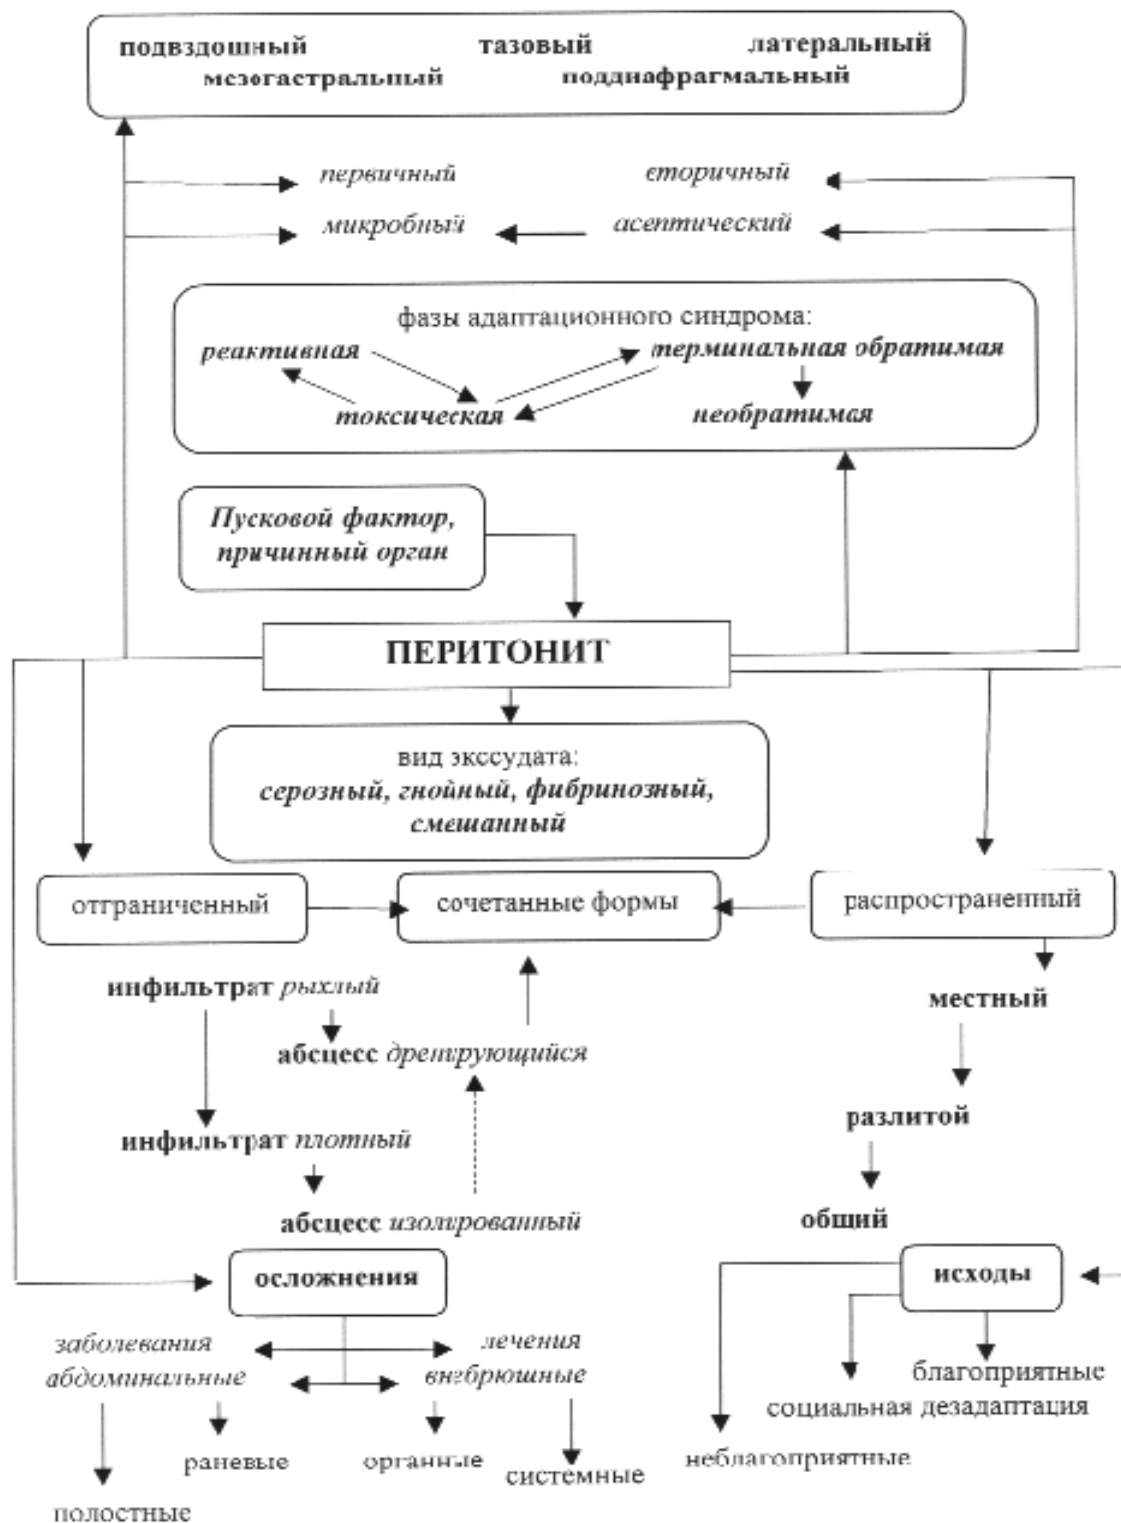 подвздошный тазовый латеральный
мезогастральный поддиафрагмальный
первичный вторичный
микробный асептический
фазы адаптационного синдрома:
реактивная терминальная обратимая
токсическая необратимая
Пусковой фактор,
причинный орган
ПЕРИТОНИТ
вид экссудата:
серозный, гнойный, фибринозный,
смешанный
отграниченный сочетанные формы распространенный
инфильтрат рыхлый
местный
абсцесс дренирующийся
разлитой
инфильтрат плотный
абсцесс изолированный
общий
осложнения исходы
заболевания лечения
абдоминальные внебрюшные
благоприятные
социальная дезадаптация
раневые органные неблагоприятные
системные
полостные